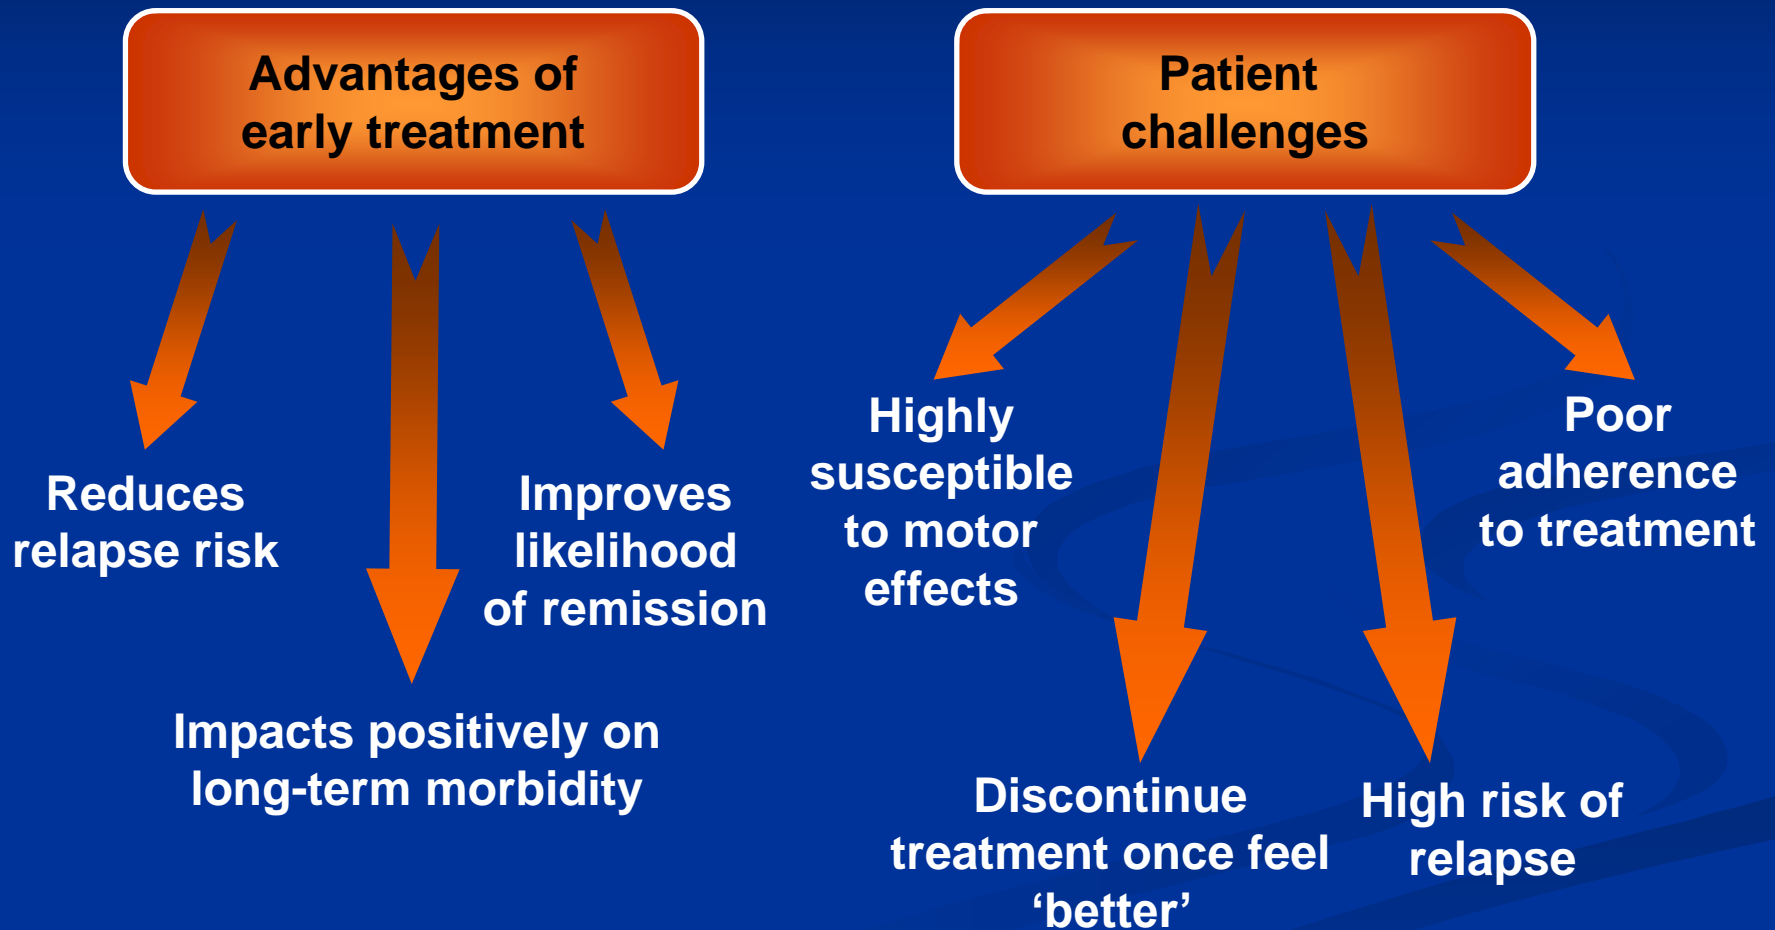 Advantages of
early treatment
Reduces
relapse risk
Impacts positively on
long-term morbidity
Improves
likelihood
of remission
Patient
challenges
Highly
susceptible
to motor
effects
Discontinue
treatment once feel
‘better’
High risk of
relapse
Poor
adherence
to treatment